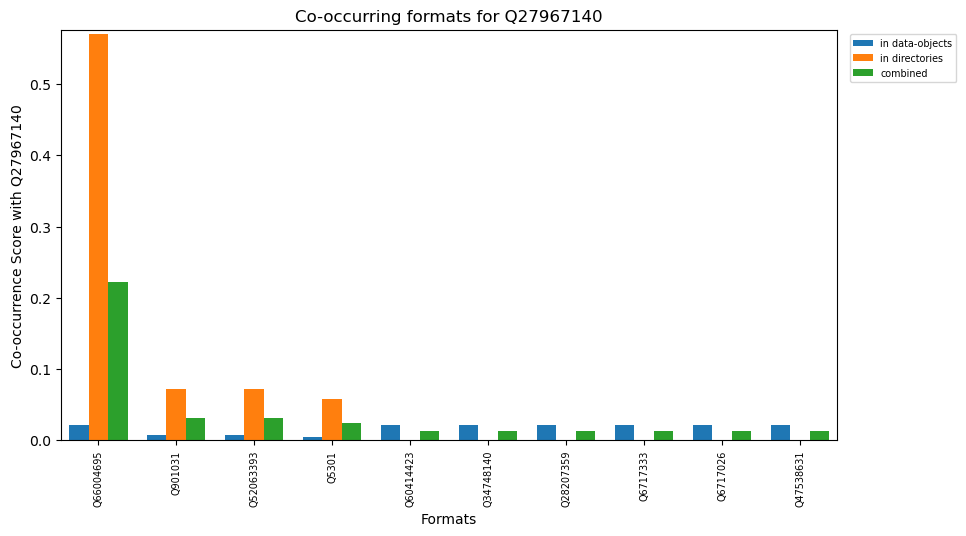 Co-occurring formats for Q27967140
Co-occurrence Score with Q27967140
0.5
0.4
0.3
0.2
0.1
0.0
Q66004695
Q901031
Q52063393
Q5301
Q60414423
Q34748140
Q28207359
Q6717333
Q6717026
Q47538631
Formats
in data-objects
in directories
combined